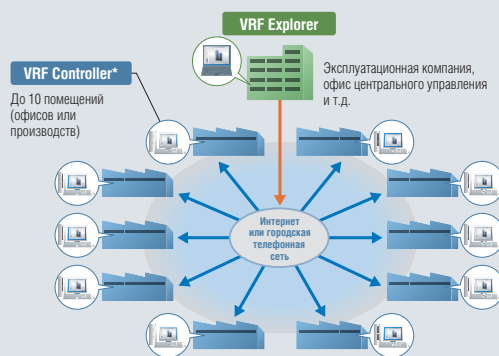 VRF Explorer
VRF Controller*
До 10 помещений
(офисов или
производств)
Эксплуатационная компания,
офис центрального управления
и т.д.
Интернет
или городская
телефонная
сеть